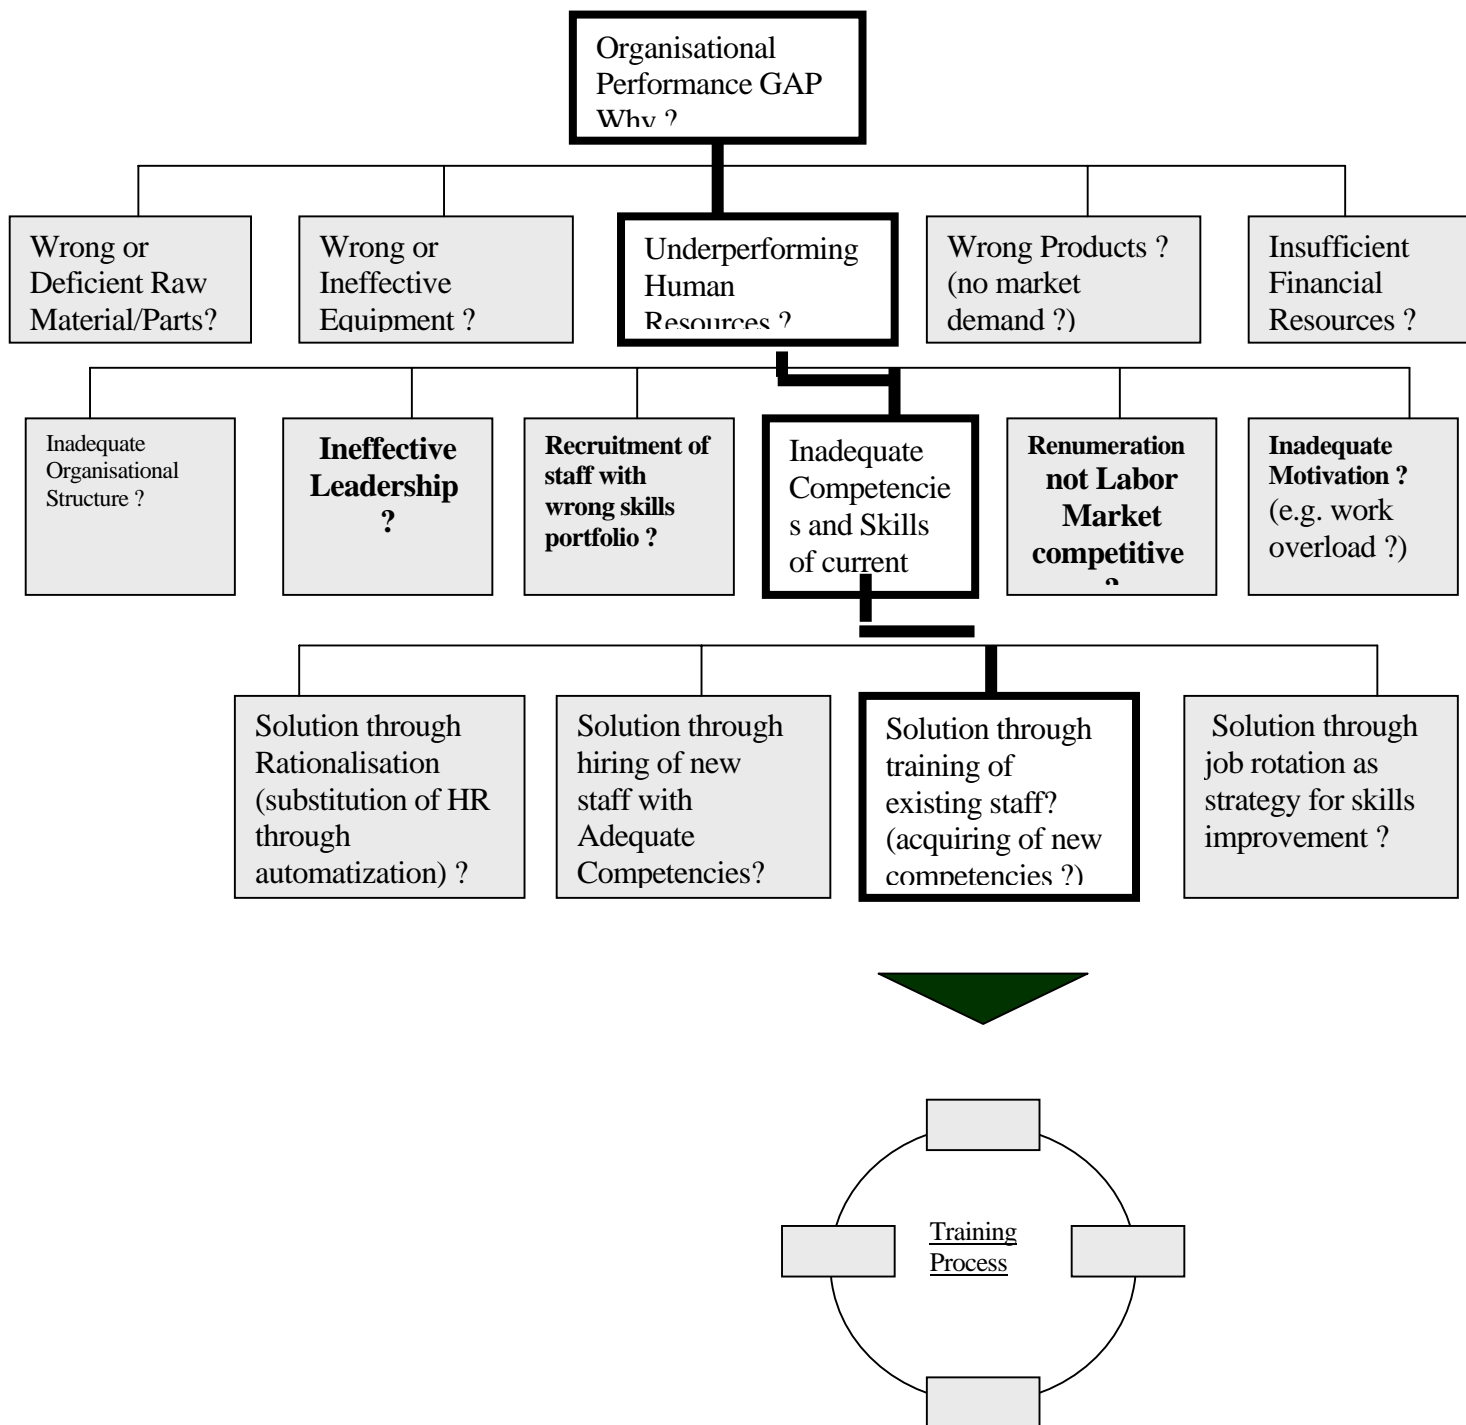 Organisational
Performance GAP
Why ?
Wrong or
Deficient Raw
Material/Parts?
Wrong or
Ineffective
Equipment ?
Underperforming
Human
Resources ?
Wrong Products ?
(no market
demand ?)
Insufficient
Financial
Resources ?
Inadequate
Organisational
Structure ?
Ineffective
Leadership
?
Recruitment of
staff with
wrong skills
portfolio ?
Inadequate
Competencie
s and Skills
of current
Renumeration
not Labor
Market
competitive
?
Inadequate
Motivation ?
(e.g. work
overload ?)
Solution through
Rationalisation
(substitution of HR
through
automatization) ?
Solution through
hiring of new
staff with
Adequate
Competencies?
Solution through
training of
existing staff?
(acquiring of new
competencies ?)
Solution through
job rotation as
strategy for skills
improvement ?
Training
Process